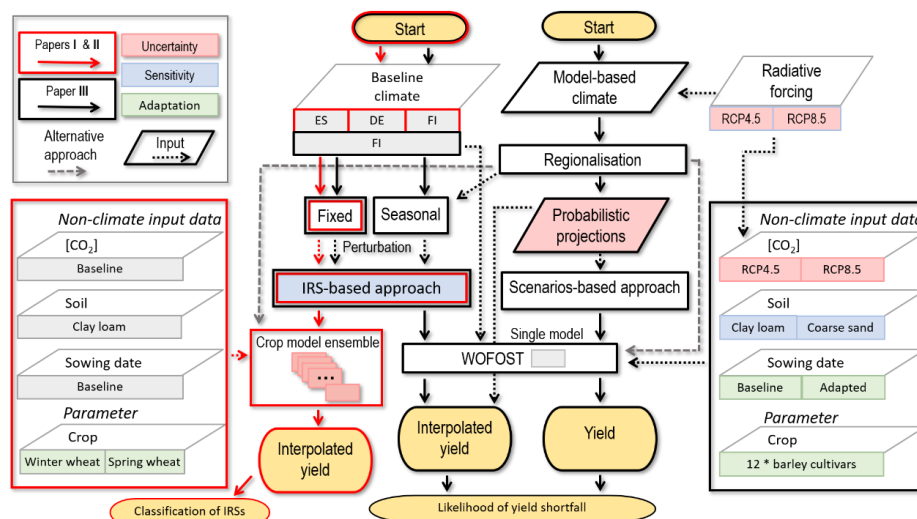 Papers I & II
Uncertainty
Sensitivity
Paper III
Adaptation
Alternative
approach
Input
Start
Start
Start
Baseline
climate
ES DE FI
FI
Model-based
climate
Radiative
forcing
RCP4.5 RCP8.5
Regionalisation
Fixed
Seasonal
Perturbation
Probabilistic
projections
IRS-based approach
Scenarios-based approach
Crop model ensemble
...
Single model
WOFOST
Interpolated
yield
Interpolated
yield
Yield
Classification of IRSs
Likelihood of yield shortfall
Non-climate input data
[CO₂]
Baseline
Soil
Clay loam
Sowing date
Baseline
Parameter
Crop
Winter wheat Spring wheat
Non-climate input data
[CO₂]
RCP4.5 RCP8.5
Soil
Clay loam Coarse sand
Sowing date
Baseline Adapted
Parameter
Crop
12 * barley cultivars